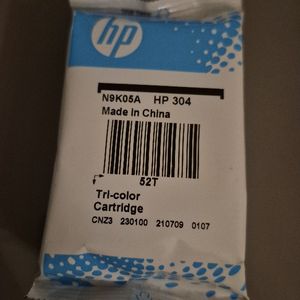 hp
N9K05A HP 304
Made in China
52T
Tri-color
Cartridge
CNZ3 230100 210709 0107